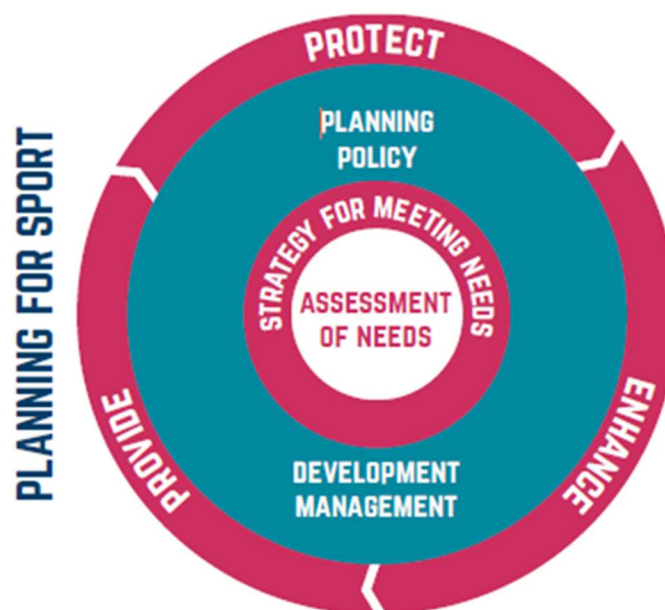 PLANNING FOR SPORT
PROTECT
PLANNING
POLICY
STRATEGY FOR MEETING NEEDS
ASSESSMENT
OF NEEDS
DEVELOPMENT
MANAGEMENT
ENHANCE
PROVIDE